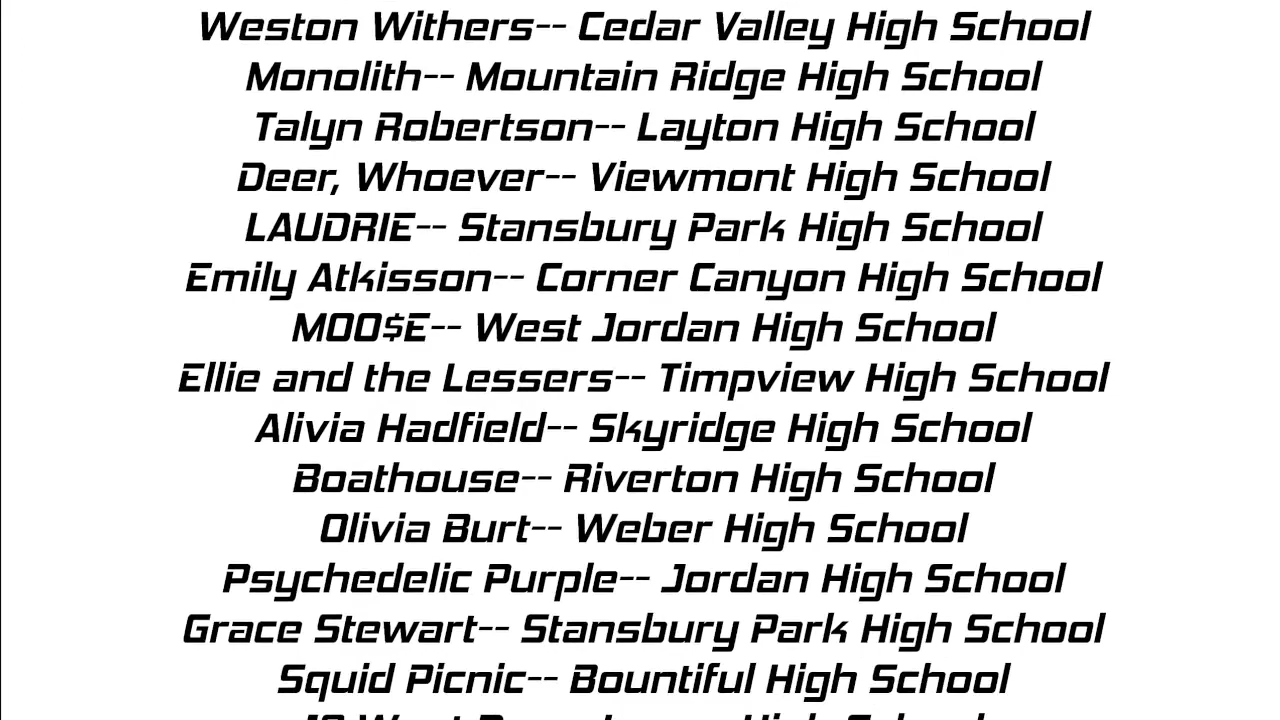 Weston Withers-- Cedar Valley High School
Monolith-- Mountain Ridge High School
Talyn Robertson-- Layton High School
Deer, Whoever-- Viewmont High School
LAUDRIE-- Stansbury Park High School
Emily Atkisson-- Corner Canyon High School
MOO$E-- West Jordan High School
Ellie and the Lessers-- Timpview High School
Alivia Hadfield-- Skyridge High School
Boathouse-- Riverton High School
Olivia Burt-- Weber High School
Psychedelic Purple-- Jordan High School
Grace Stewart-- Stansbury Park High School
Squid Picnic-- Bountiful High School